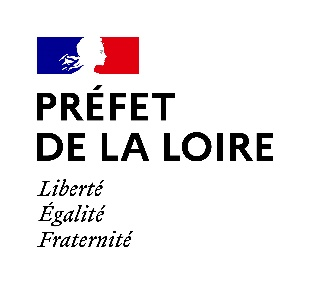 PRÉFET
DE LA LOIRE
Liberté
Égalité
Fraternité